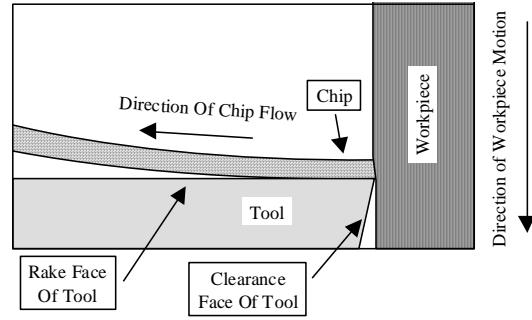 Direction Of Chip Flow
Chip
Workpiece
Direction of Workpiece Motion
Tool
Rake Face
Of Tool
Clearance
Face Of Tool